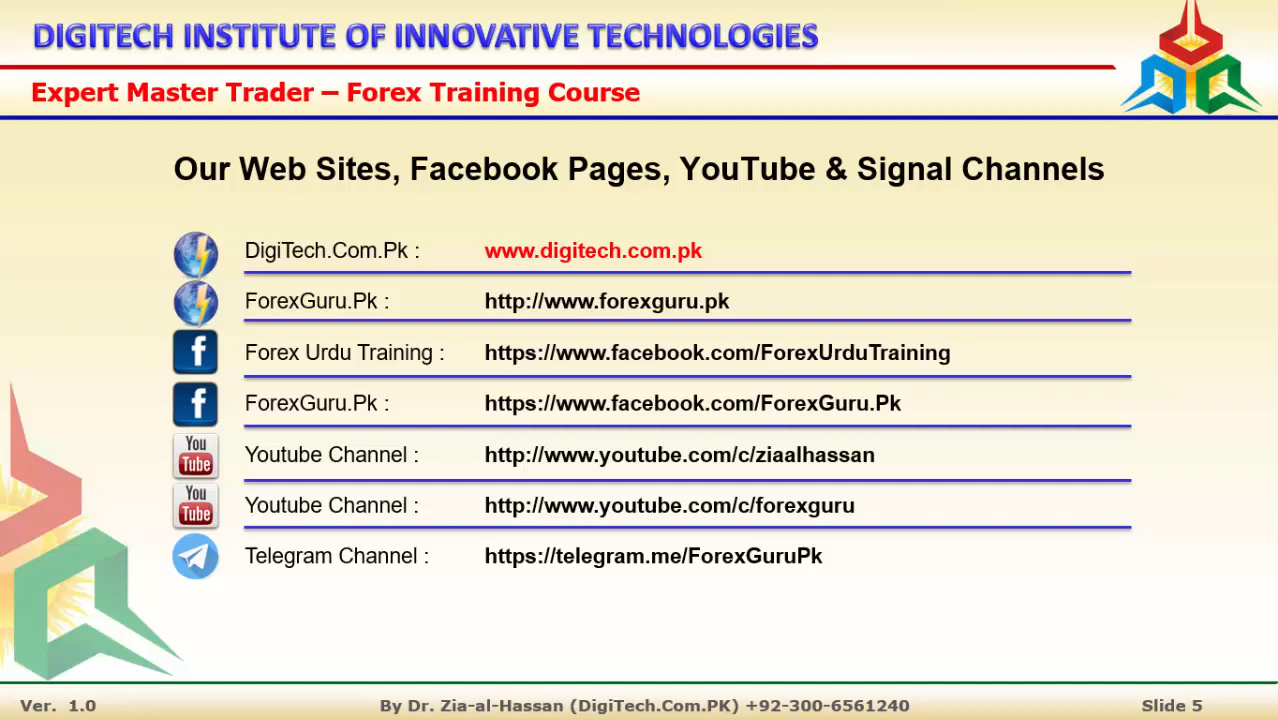 DIGITECH INSTITUTE OF INNOVATIVE TECHNOLOGIES
Expert Master Trader – Forex Training Course
Our Web Sites, Facebook Pages, YouTube & Signal Channels
DigiTech.Com.Pk : www.digitech.com.pk
ForexGuru.Pk : http://www.forexguru.pk
f Forex Urdu Training : https://www.facebook.com/ForexUrduTraining
f ForexGuru.Pk : https://www.facebook.com/ForexGuru.Pk
You Tube Youtube Channel : http://www.youtube.com/c/ziaalhassan
You Tube Youtube Channel : http://www.youtube.com/c/forexguru
Telegram Channel : https://telegram.me/ForexGuruPk
Ver. 1.0 By Dr. Zia-al-Hassan (DigiTech.Com.PK) +92-300-6561240 Slide 5